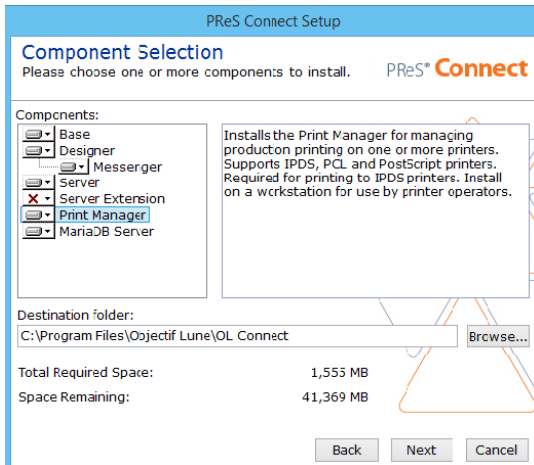 PReS Connect Setup
Component Selection
Please choose one or more components to install.
PReS® Connect
Components:
Base
Designer
Messenger
Server
Server Extension
Print Manager
MariaDB Server
Installs the Print Manager for managing
producton printing on one or more printers.
Supports IPDS, PCL and PostScript printers.
Required for printing to IPDS printers. Install
on a workstation for use by printer operators.
Destination folder:
C:\Program Files\Objectif Lune\OL Connect
Browse...
Total Required Space: 1,555 MB
Space Remaining: 41,369 MB
Back Next Cancel